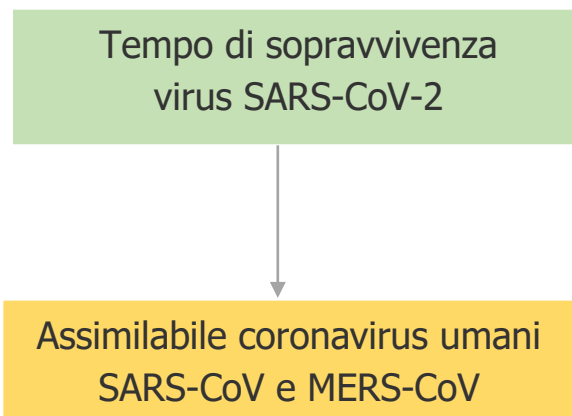 Tempo di sopravvivenza
virus SARS-CoV-2
Assimilabile coronavirus umani
SARS-CoV e MERS-CoV